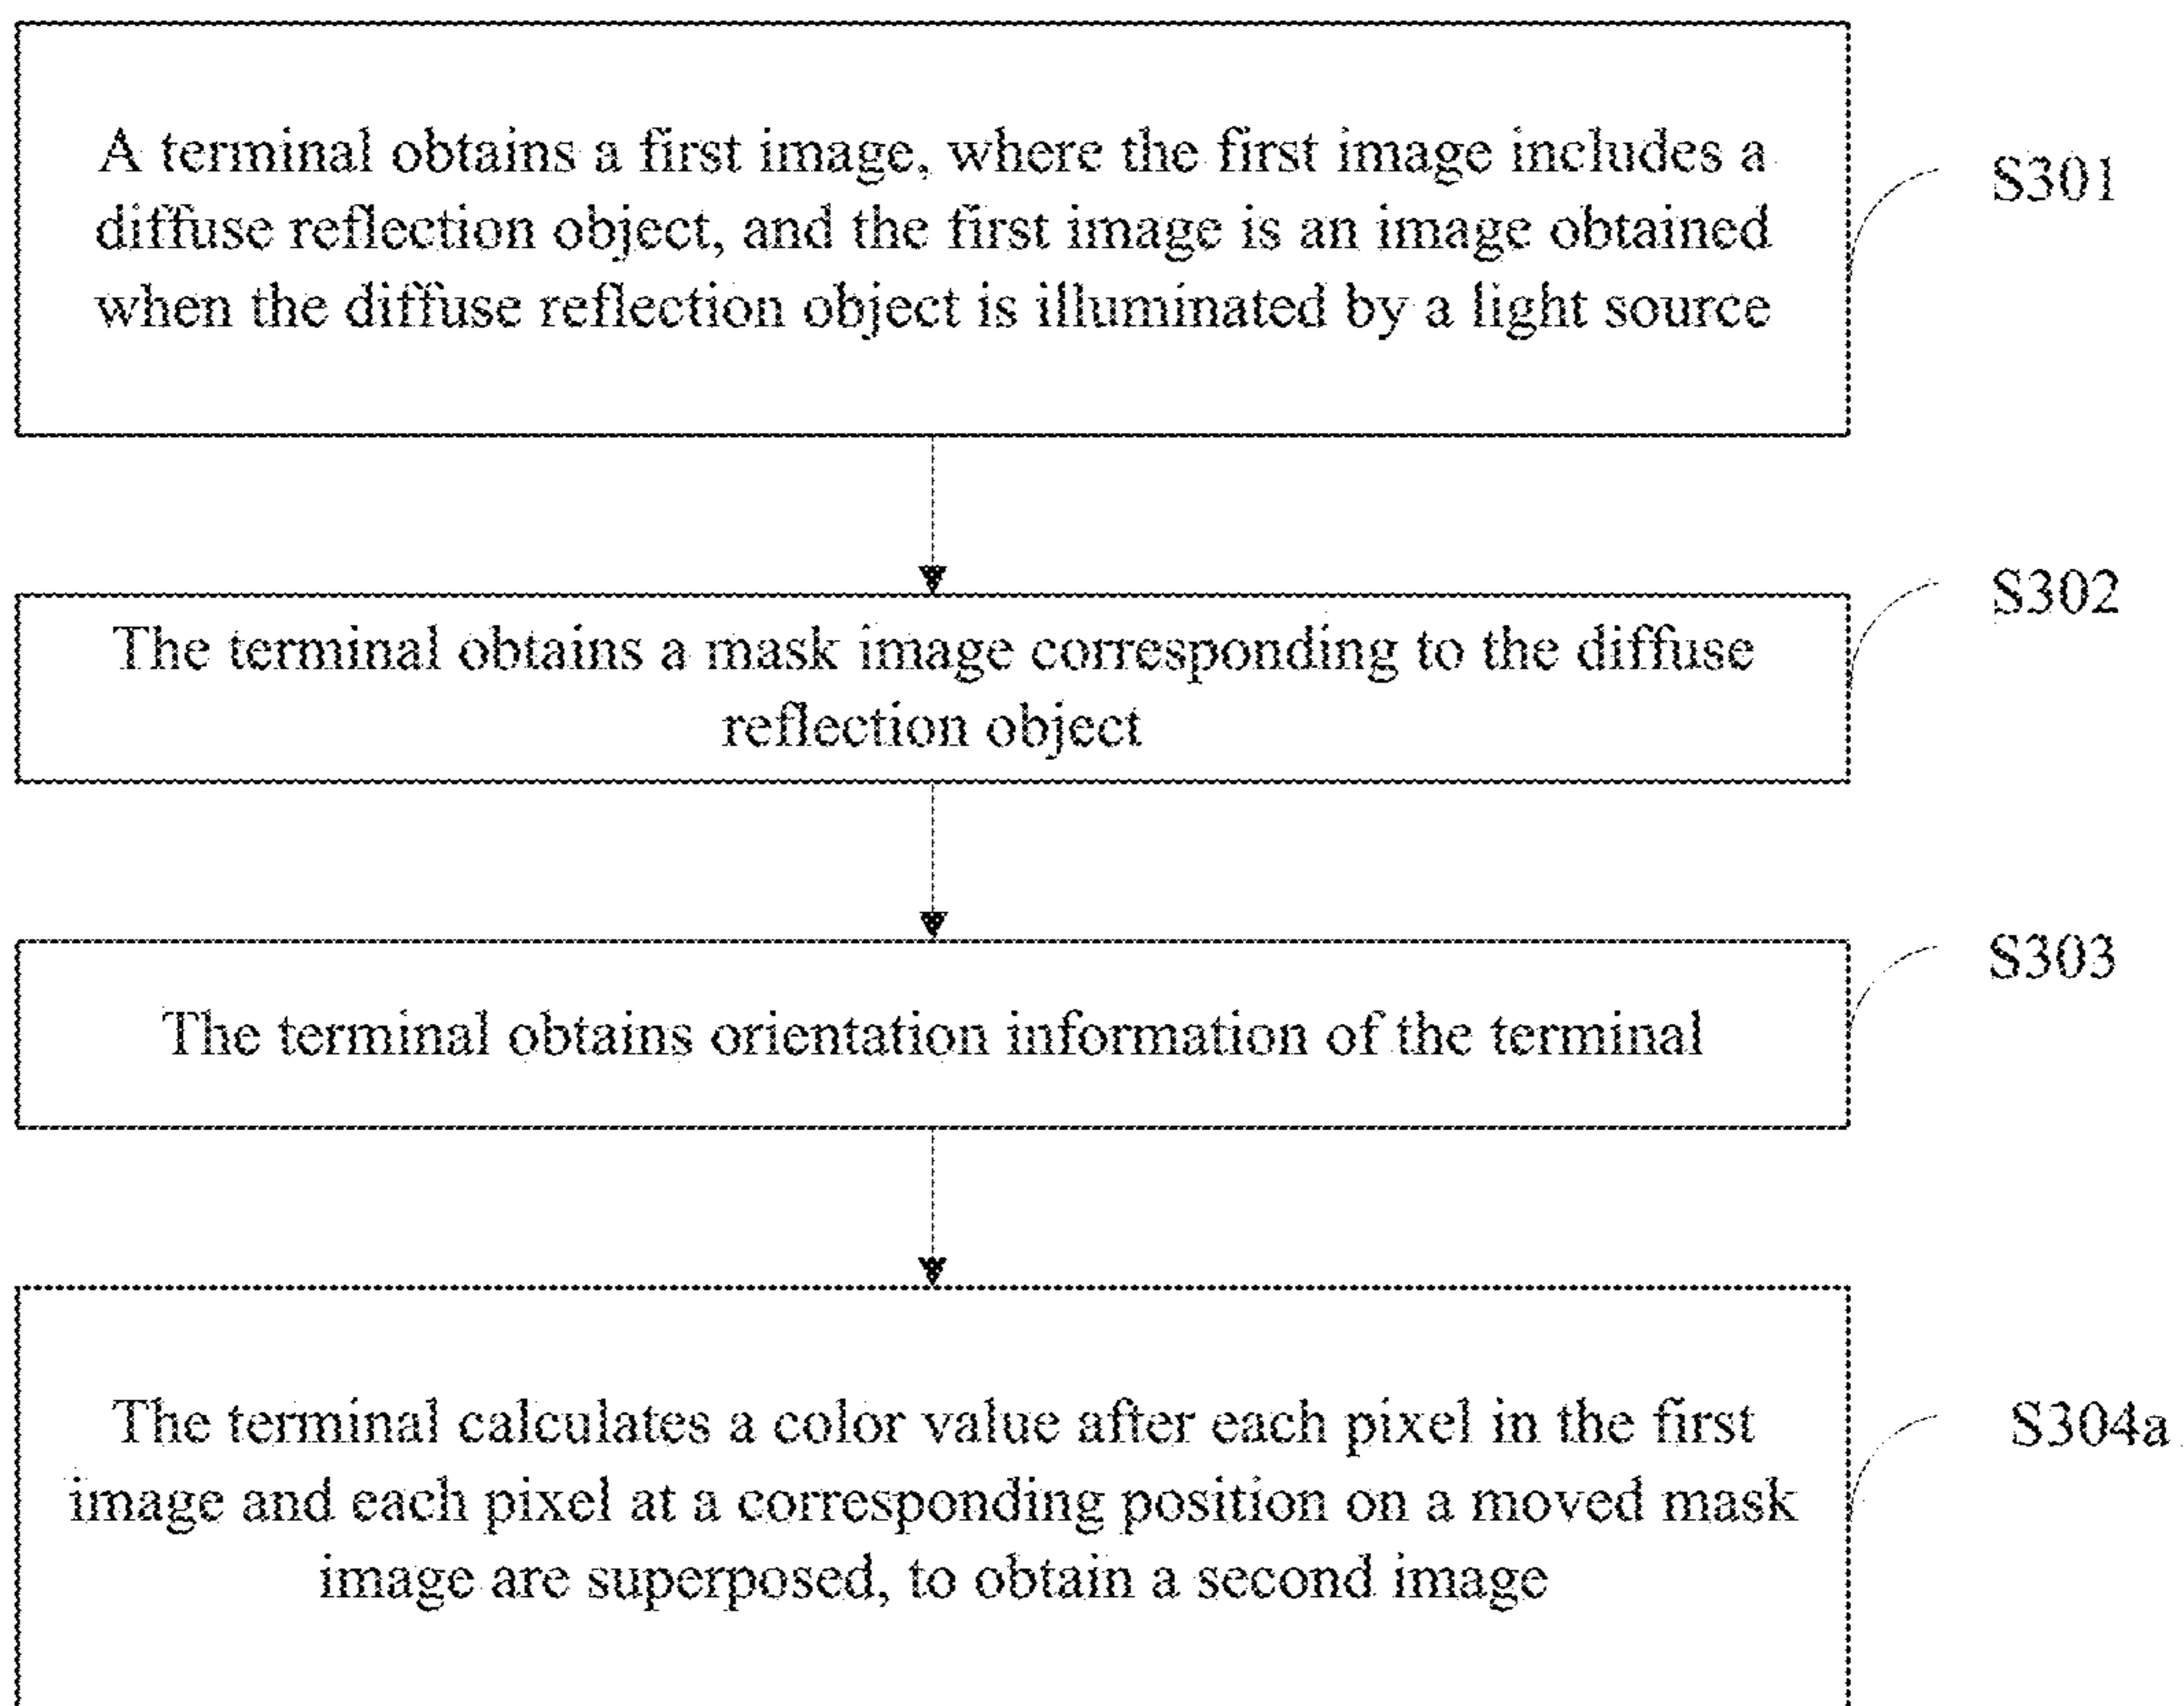 A terminal obtains a first image, where the first image includes a
diffuse reflection object, and the first image is an image obtained
when the diffuse reflection object is illuminated by a light source
S301
The terminal obtains a mask image corresponding to the diffuse
reflection object
S302
The terminal obtains orientation information of the terminal
S303
The terminal calculates a color value after each pixel in the first
image and each pixel at a corresponding position on a moved mask
image are superposed, to obtain a second image
S304a